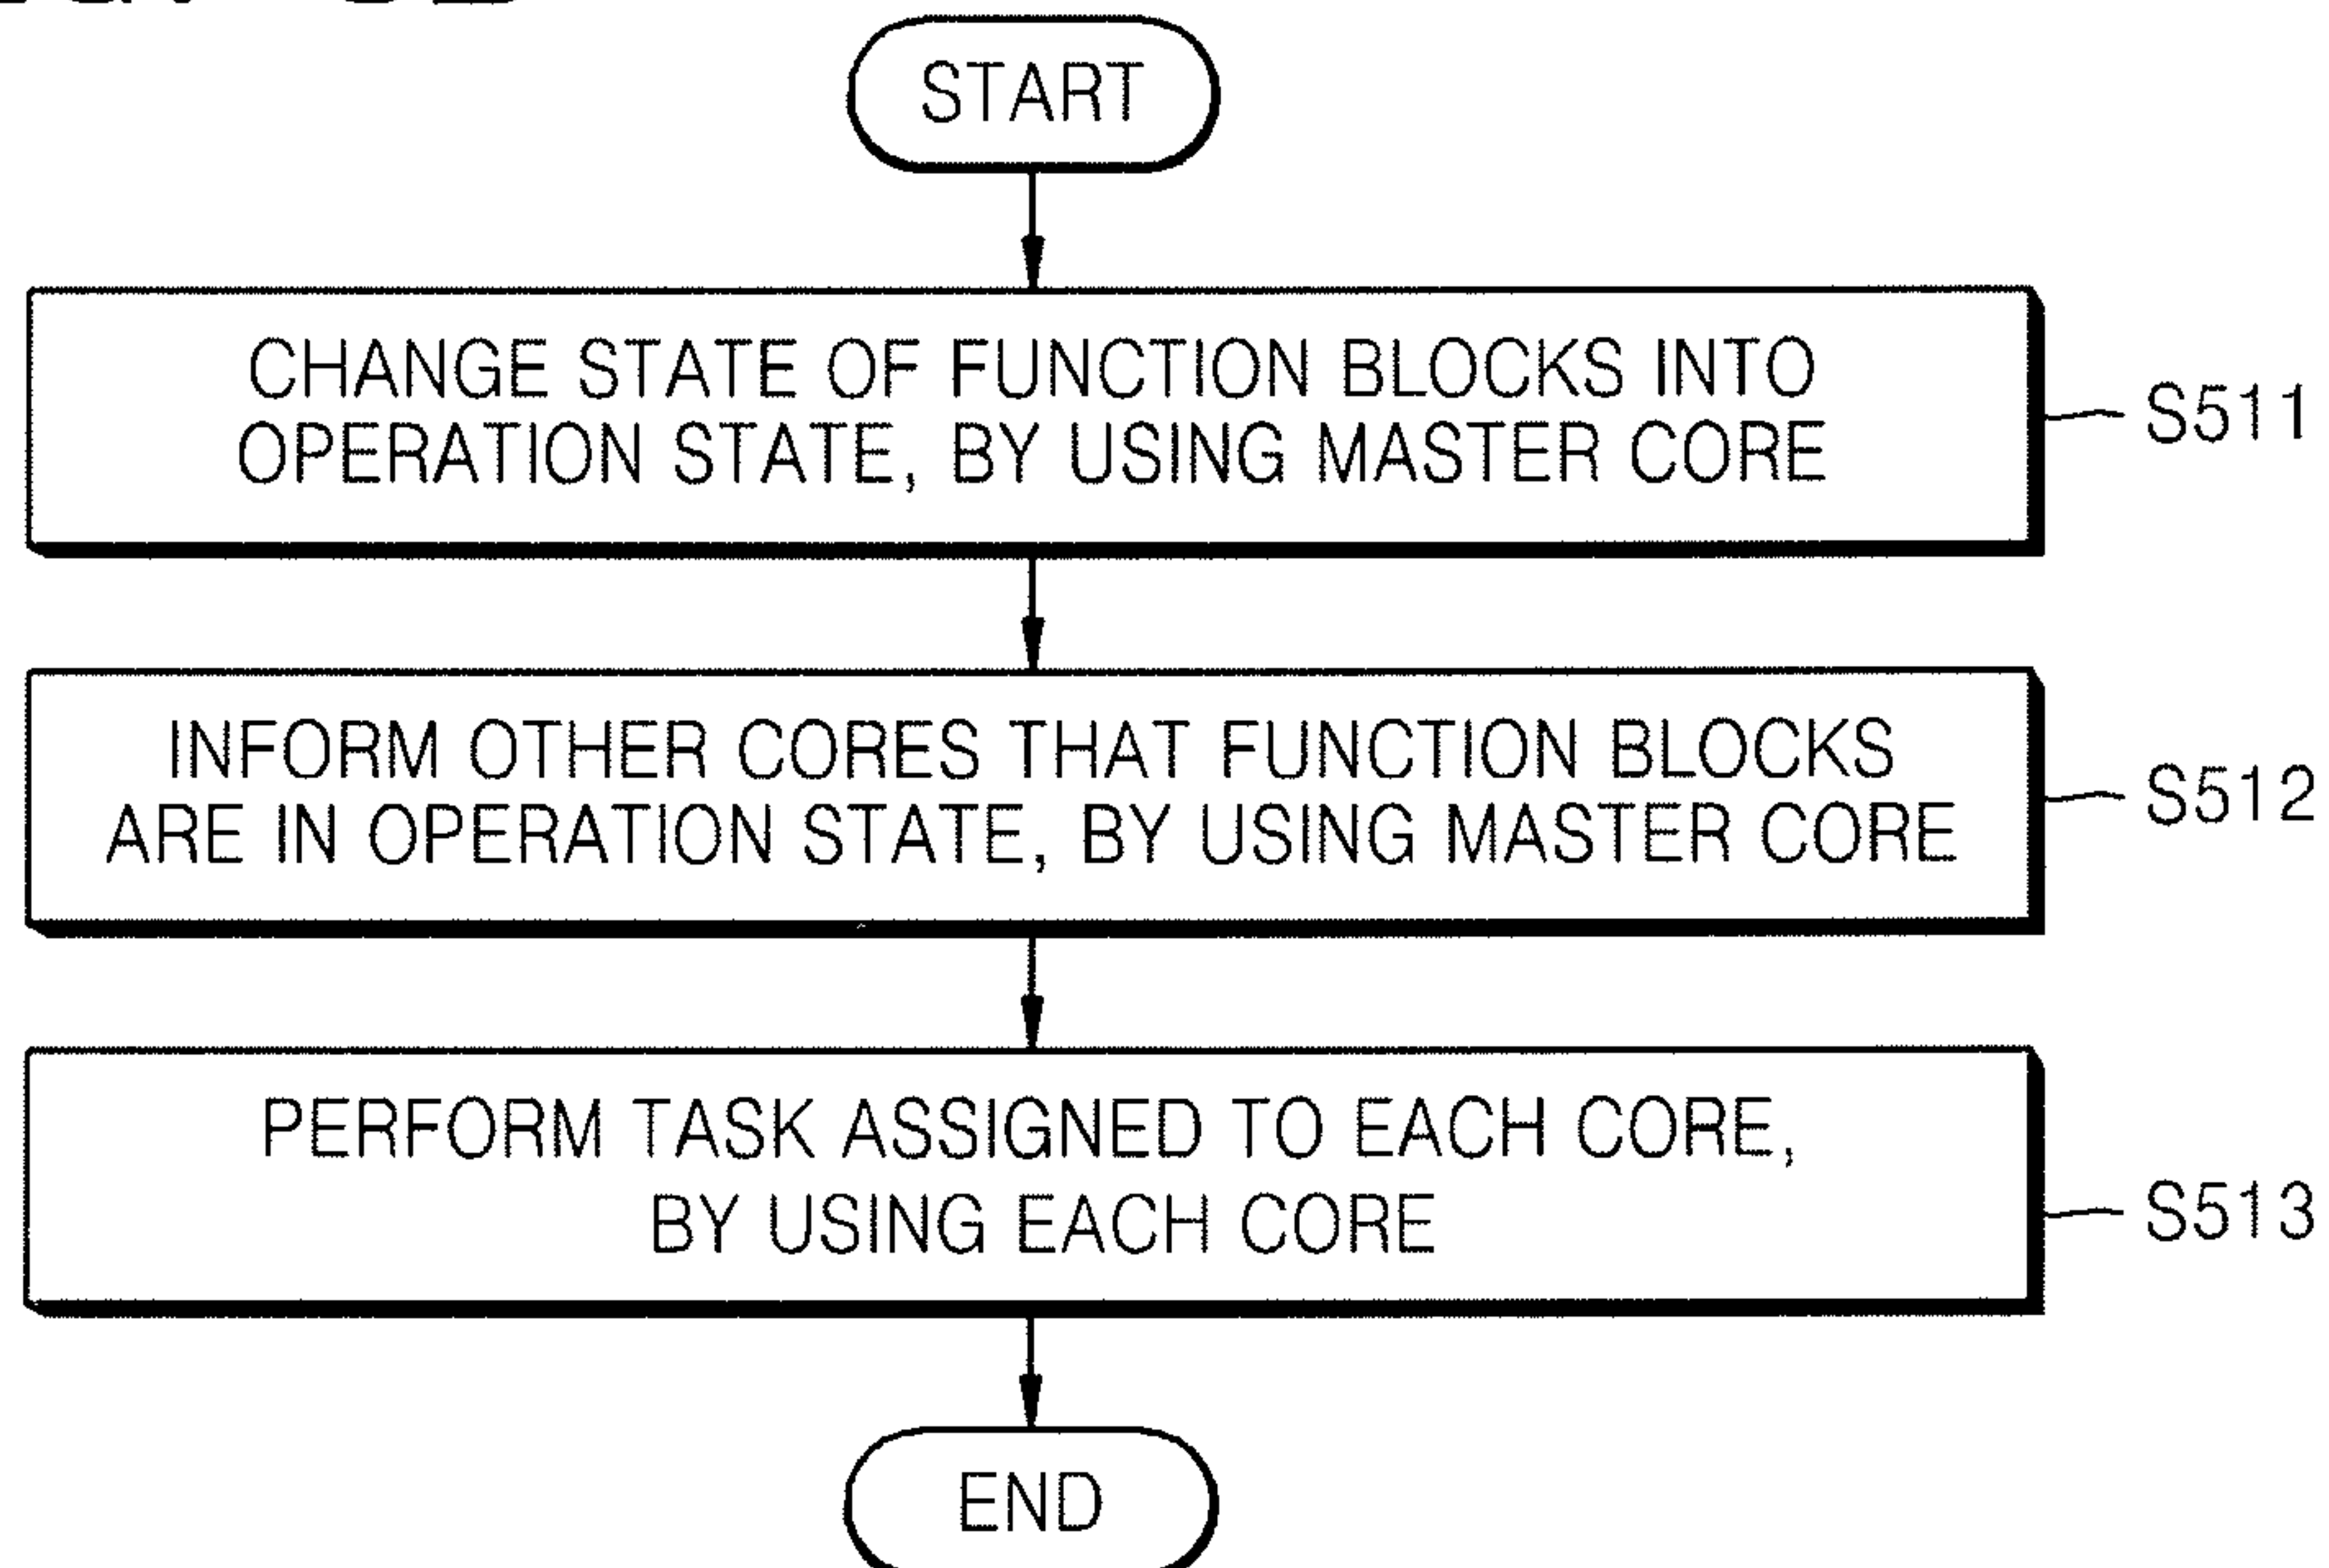 START
CHANGE STATE OF FUNCTION BLOCKS INTO
OPERATION STATE, BY USING MASTER CORE
S511
INFORM OTHER CORES THAT FUNCTION BLOCKS
ARE IN OPERATION STATE, BY USING MASTER CORE
S512
PERFORM TASK ASSIGNED TO EACH CORE,
BY USING EACH CORE
S513
END